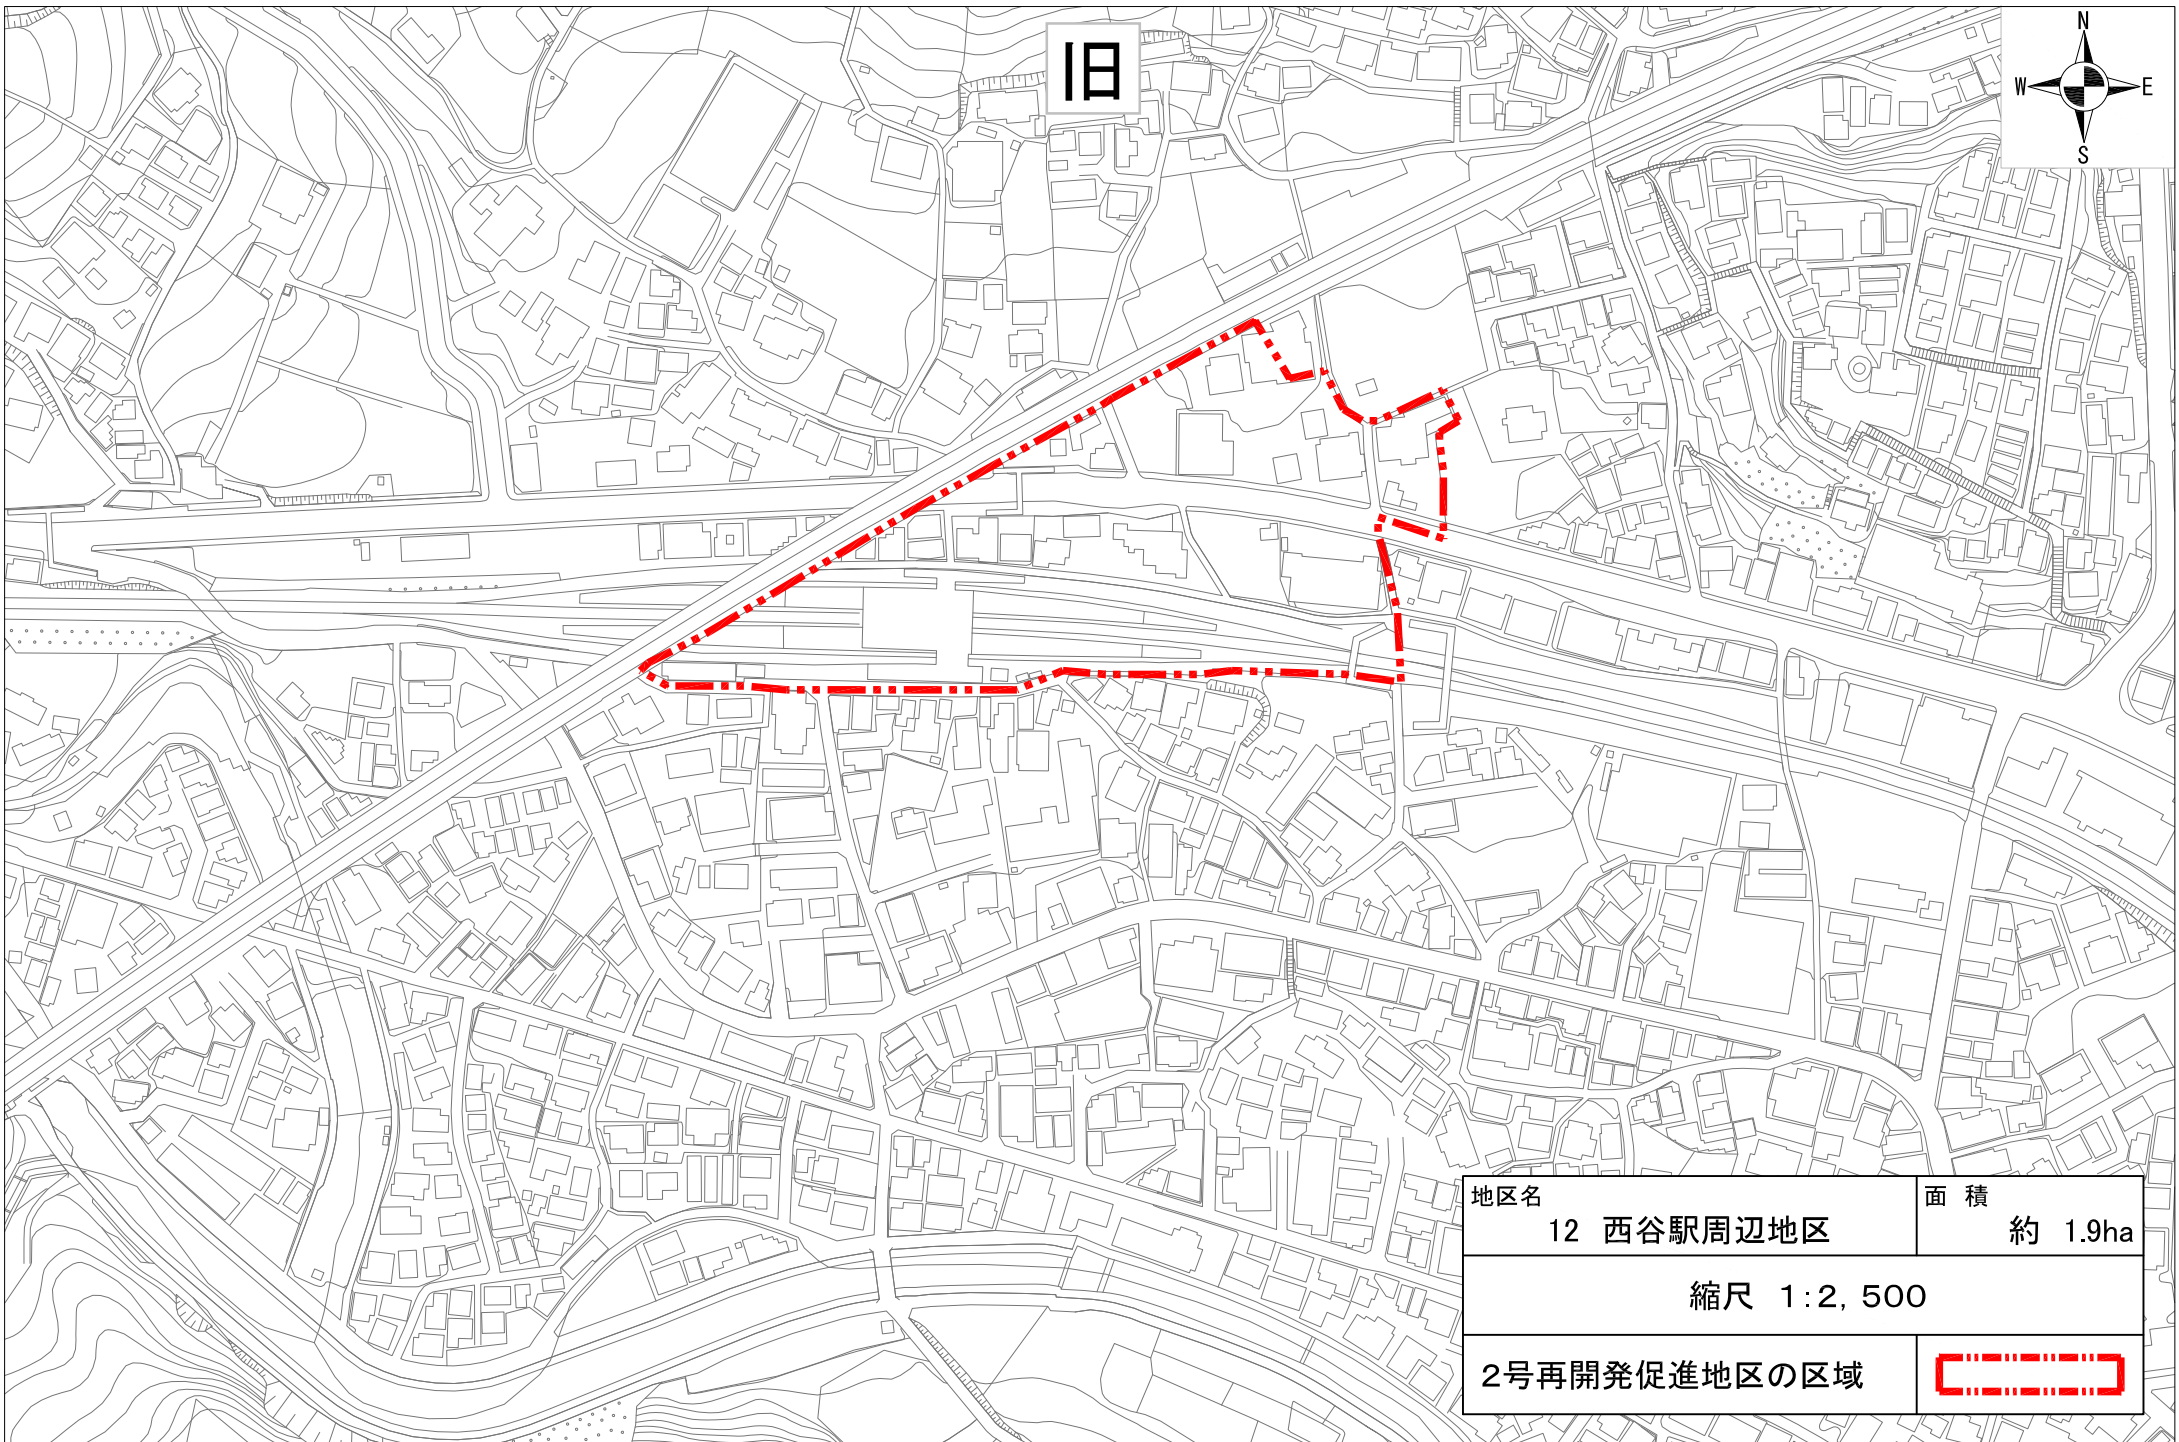 旧
N
W E
S
地区名
12 西谷駅周辺地区
面 積
約 1.9ha
縮尺 1:2,500
2号再開発促進地区の区域